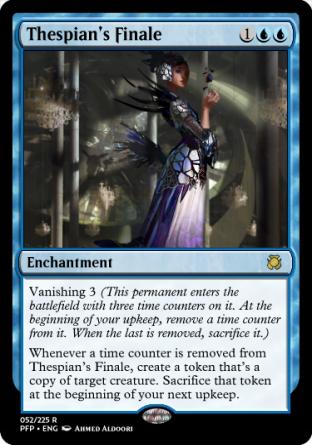 Thespian's Finale 1
Enchantment
Vanishing 3 (This permanent enters the
battlefield with three time counters on it. At the
beginning of your upkeep, remove a time counter
from it. When the last is removed, sacrifice it.)
Whenever a time counter is removed from
Thespian's Finale, create a token that's a
copy of target creature. Sacrifice that token
at the beginning of your next upkeep.
052/225 R
PFP • ENG Ahmed Aldoori